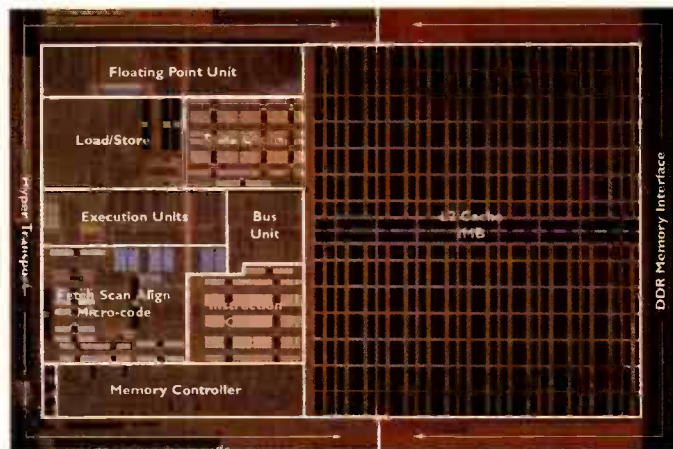 Floating Point Unit
Load/Store
Execution Units
Bus
Unit
Hyper Transport
L2 Cache
1MB
DDR Memory Interface
Fetch Scan Align
Micro-code
Instruction
Memory Controller